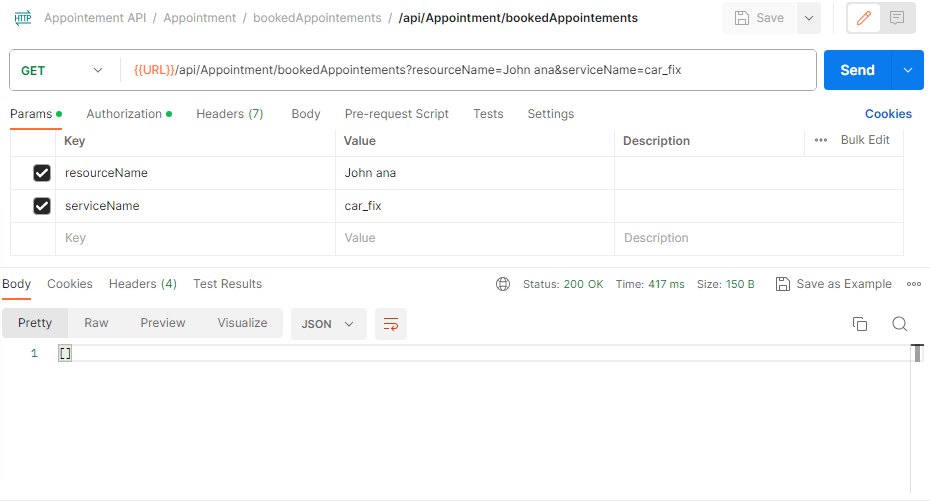 HTTP Appointement API / Appointment / bookedAppointements / /api/Appointment/bookedAppointements Save
GET {{URL}}/api/Appointment/bookedAppointements?resourceName=John ana&serviceName=car_fix Send
Params Authorization Headers (7) Body Pre-request Script Tests Settings Cookies
Key Value Description Bulk Edit
resourceName John ana
serviceName car_fix
Key Value Description
Body Cookies Headers (4) Test Results Status: 200 OK Time: 417 ms Size: 150 B Save as Example
Pretty Raw Preview Visualize JSON
1 []